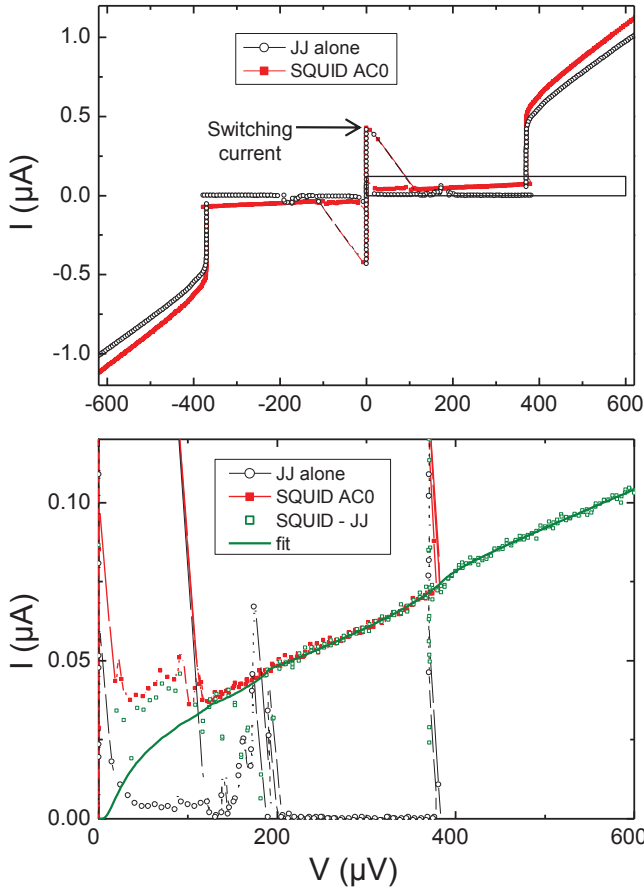 1.0
0.5
0.0
-0.5
-1.0
I (µA)
JJ alone
SQUID AC0
Switching
current
-600 -400 -200 0 200 400 600
0.10
0.05
0.00
I (µA)
JJ alone
SQUID AC0
SQUID - JJ
fit
0 200 400 600
V (µV)